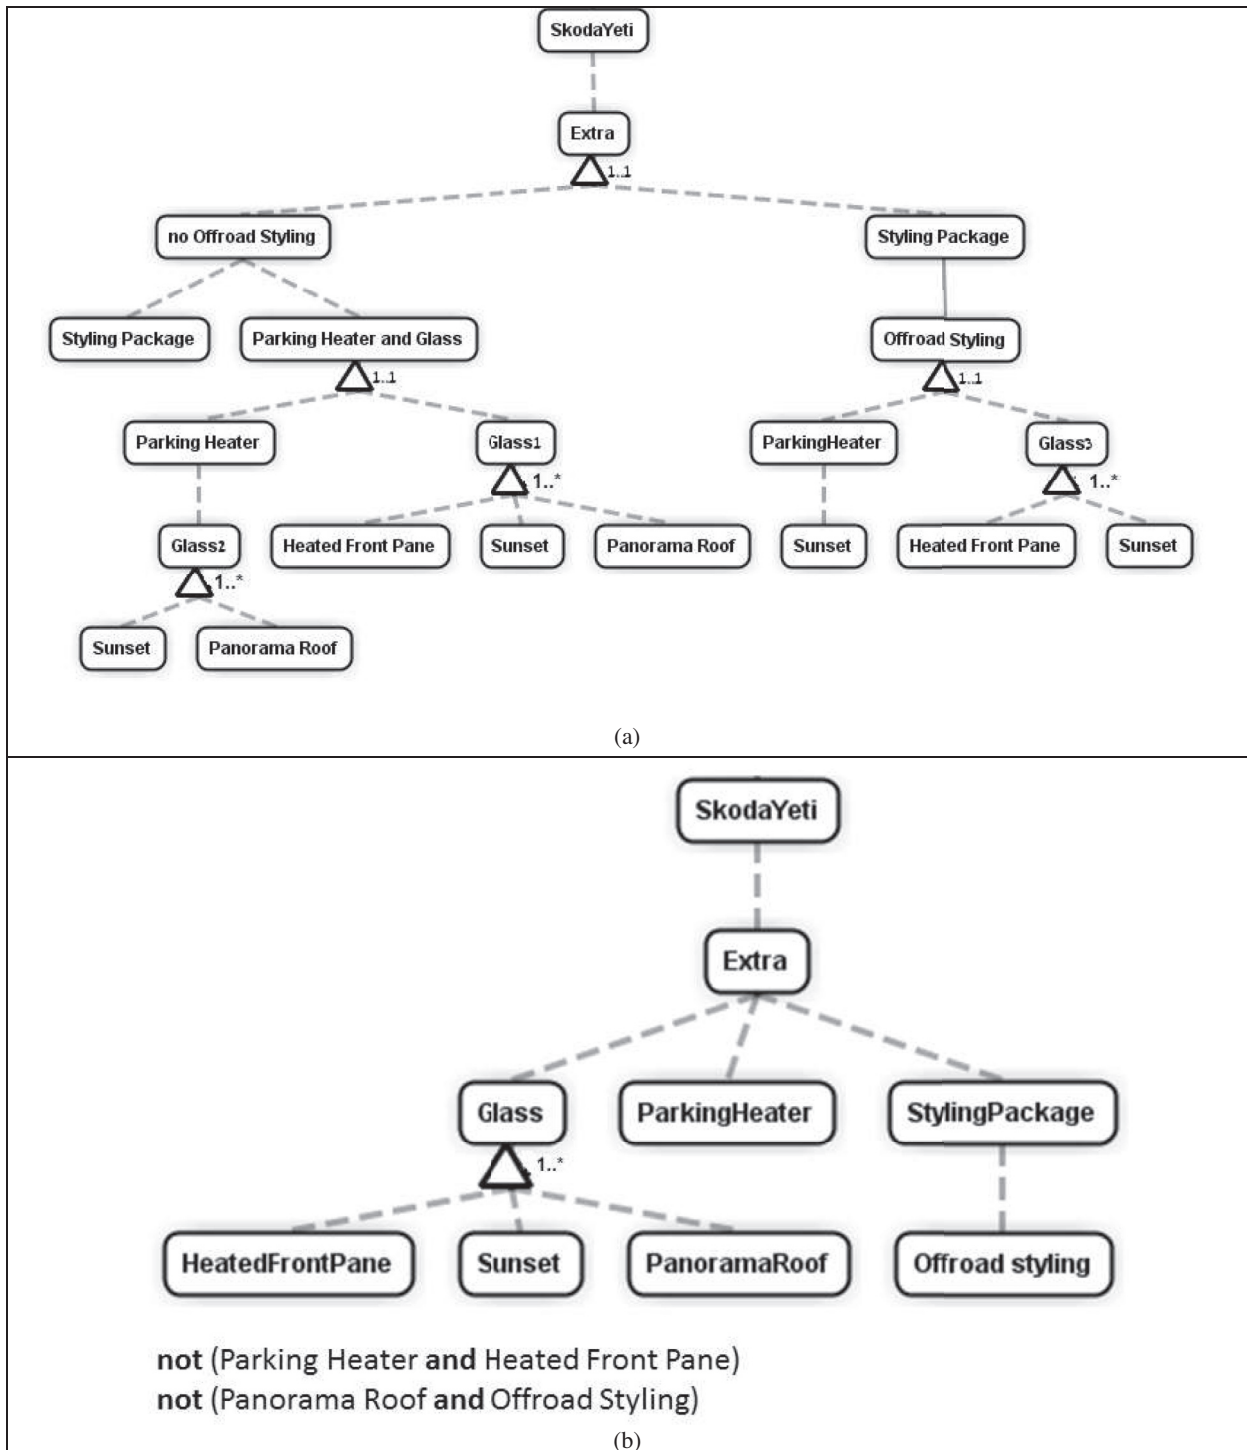 SkodaYeti
Extra
1..1
no Offroad Styling
Styling Package
Styling Package
Parking Heater and Glass
Offroad Styling
1..1
1..1
Parking Heater
Glass1
ParkingHeater
Glass3
1..*
1..*
Glass2
Heated Front Pane
Sunset
Panorama Roof
Sunset
Heated Front Pane
Sunset
1..*
Sunset
Panorama Roof
(a)
SkodaYeti
Extra
Glass
ParkingHeater
StylingPackage
1..*
HeatedFrontPane
Sunset
PanoramaRoof
Offroad styling
not (Parking Heater and Heated Front Pane)
not (Panorama Roof and Offroad Styling)
(b)